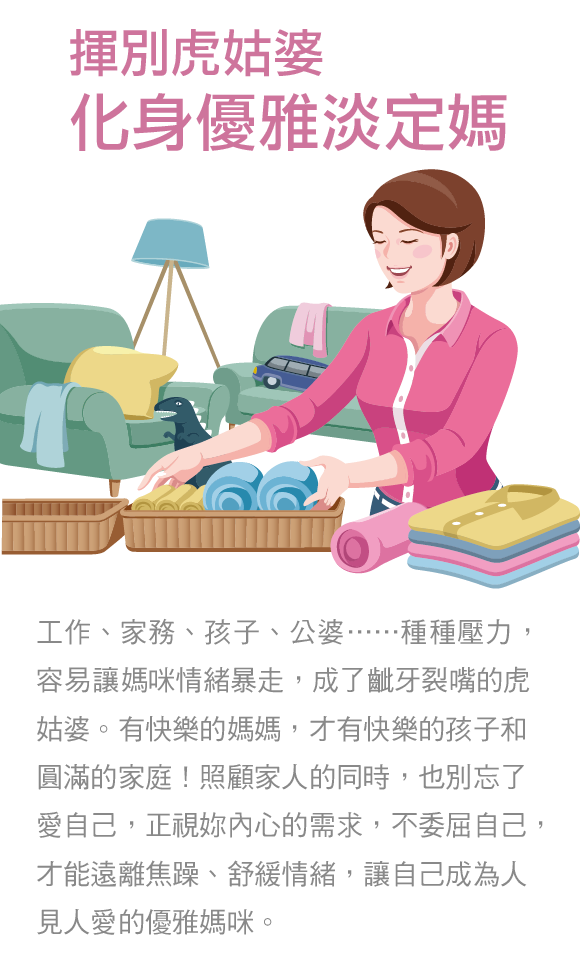 揮別虎姑婆
化身優雅淡定媽
工作、家務、孩子、公婆⋯⋯種種壓力，
容易讓媽咪情緒暴走，成了齜牙裂嘴的虎
姑婆。有快樂的媽媽，才有快樂的孩子和
圓滿的家庭！照顧家人的同時，也別忘了
愛自己，正視妳內心的需求，不委屈自己，
才能遠離焦躁、舒緩情緒，讓自己成為人
見人愛的優雅媽咪。